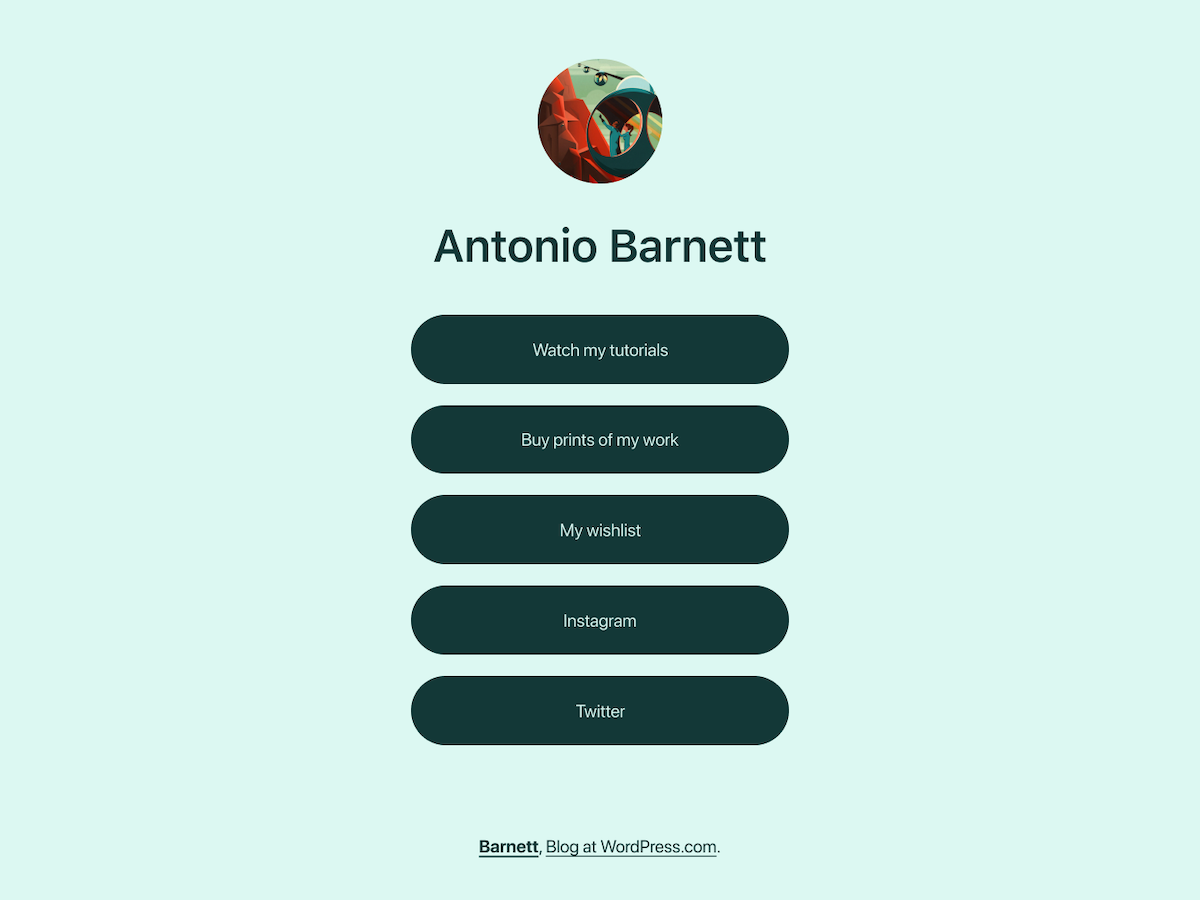 Antonio Barnett
Watch my tutorials
Buy prints of my work
My wishlist
Instagram
Twitter
Barnett, Blog at WordPress.com.